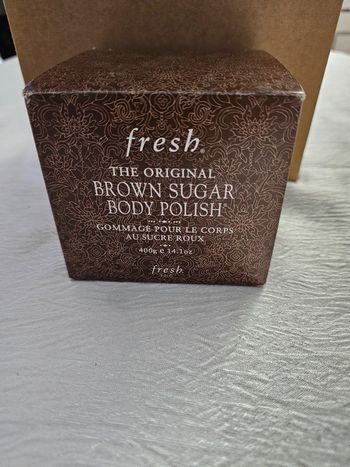 fresh®
THE ORIGINAL
BROWN SUGAR
BODY POLISH®
GOMMAGE POUR LE CORPS
AU SUCRE ROUX
400g e 14.1oz
fresh